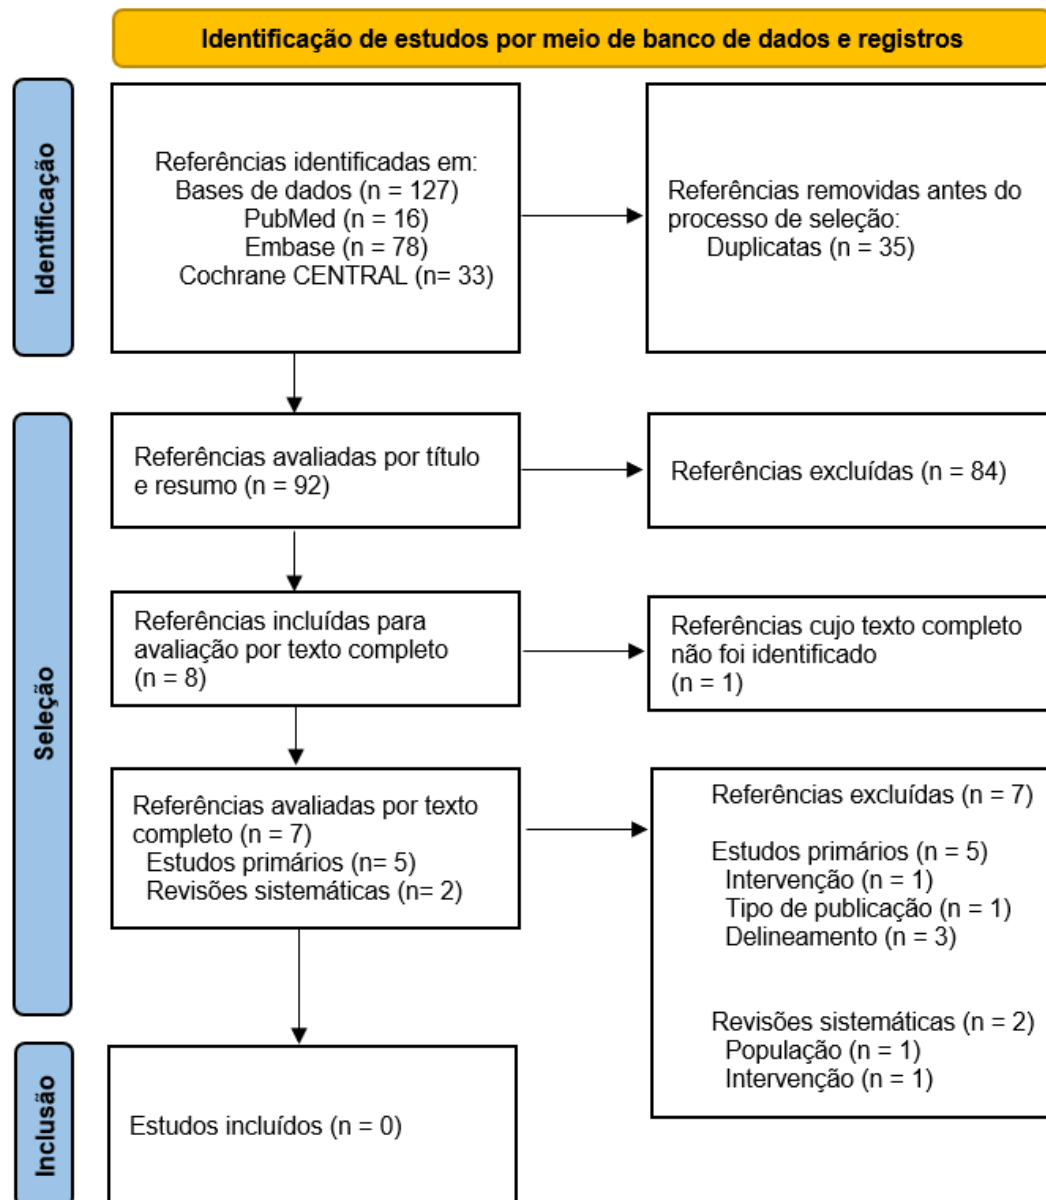 Identificação de estudos por meio de banco de dados e registros
Identificação
Referências identificadas em:
Bases de dados (n = 127)
PubMed (n = 16)
Embase (n = 78)
Cochrane CENTRAL (n= 33)
Referências removidas antes do
processo de seleção:
Duplicatas (n = 35)
Seleção
Referências avaliadas por título
e resumo (n = 92)
Referências excluídas (n = 84)
Referências incluídas para
avaliação por texto completo
(n = 8)
Referências cujo texto completo
não foi identificado
(n = 1)
Referências avaliadas por texto
completo (n = 7)
Estudos primários (n= 5)
Revisões sistemáticas (n= 2)
Referências excluídas (n = 7)
Estudos primários (n = 5)
Intervenção (n = 1)
Tipo de publicação (n = 1)
Delineamento (n = 3)
Revisões sistemáticas (n = 2)
População (n = 1)
Intervenção (n = 1)
Inclusão
Estudos incluídos (n = 0)